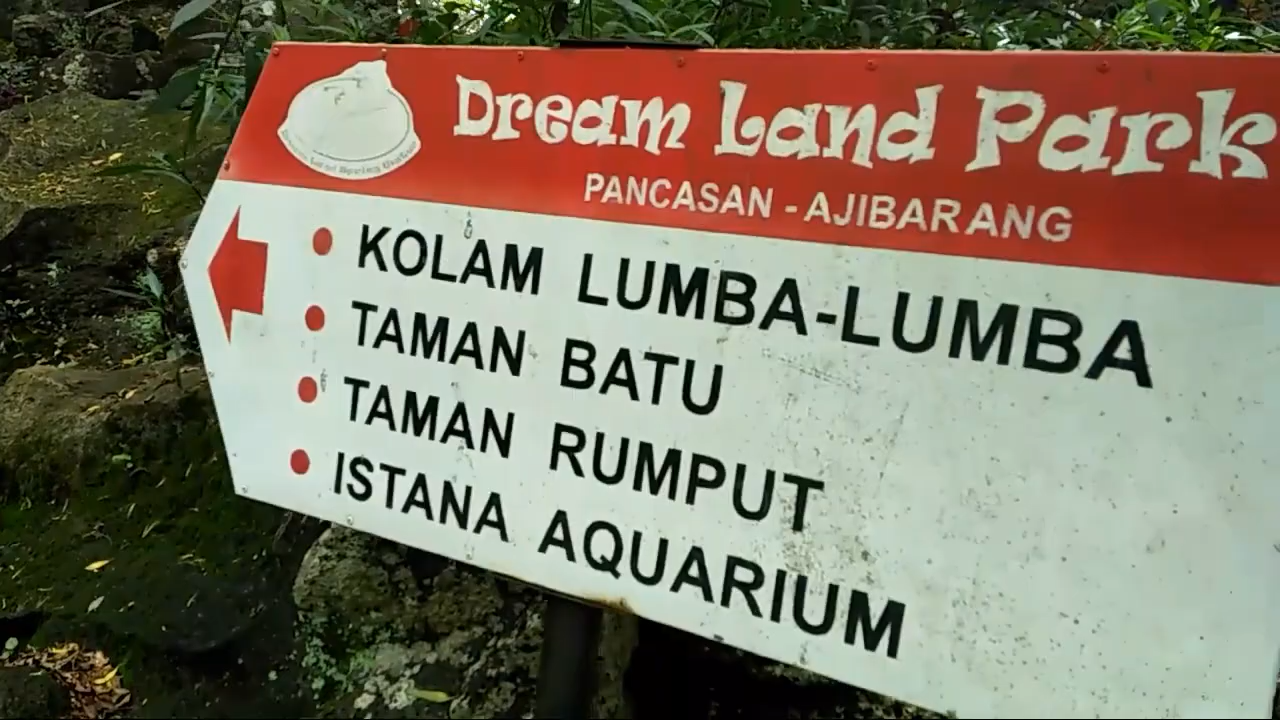 Dream Land Park
PANCASAN - AJIBARANG
KOLAM LUMBA-LUMBA
TAMAN BATU
TAMAN RUMPUT
ISTANA AQUARIUM